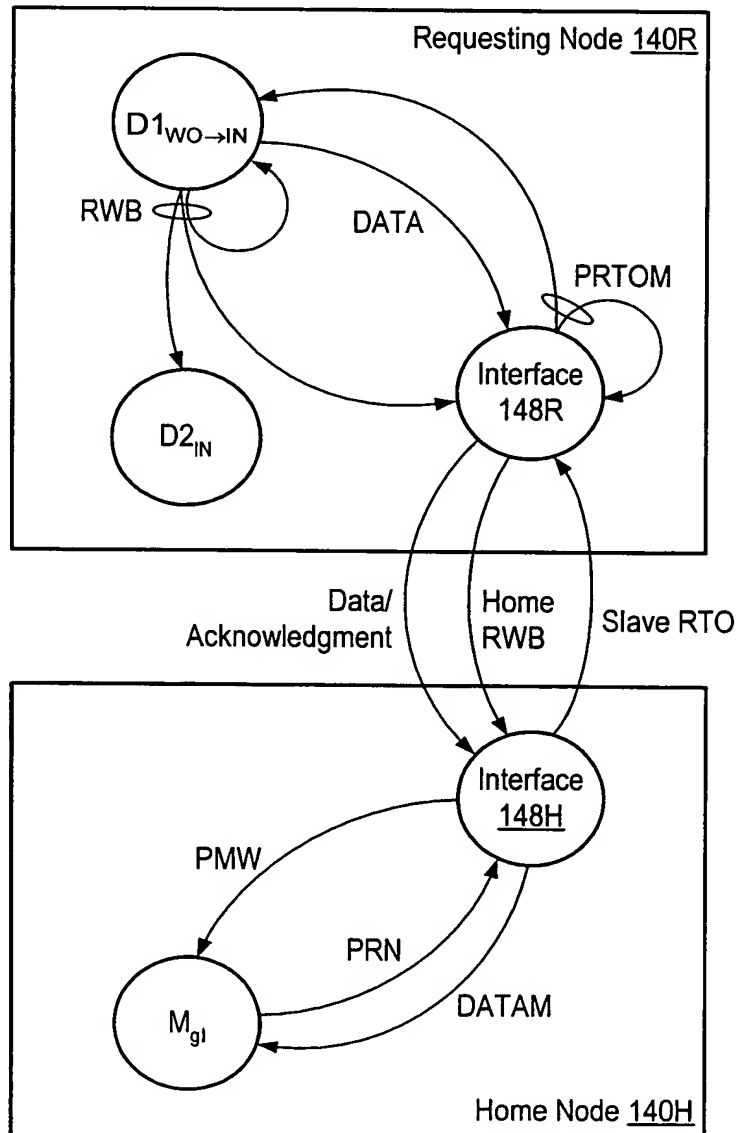 Requesting Node 140R
D1WO→IN
RWB
DATA
PRTOM
Interface
148R
D2IN
Data/
Acknowledgment
Home
RWB
Slave RTO
Interface
148H
PMW
PRN
DATAM
MgI
Home Node 140H